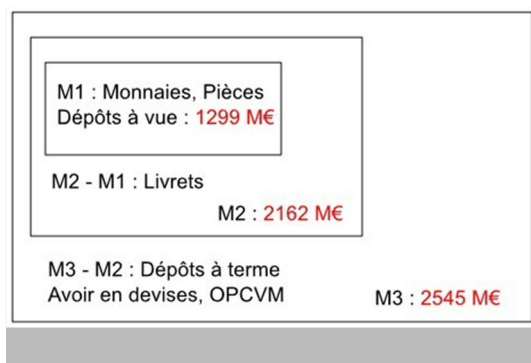 M1 : Monnaies, Pièces
Dépôts à vue : 1299 M€
M2 - M1 : Livrets
M2 : 2162 M€
M3 - M2 : Dépôts à terme
Avoir en devises, OPCVM
M3 : 2545 M€